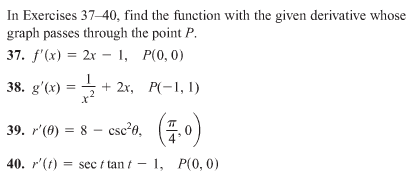 In Exercises 37–40, find the function with the given derivative whose
graph passes through the point P.
37. f′(x) = 2x − 1, P(0, 0)
38. g′(x) = 1/x² + 2x, P(−1, 1)
39. r′(θ) = 8 − csc²θ, (π/4, 0)
40. r′(t) = sec t tan t − 1, P(0, 0)